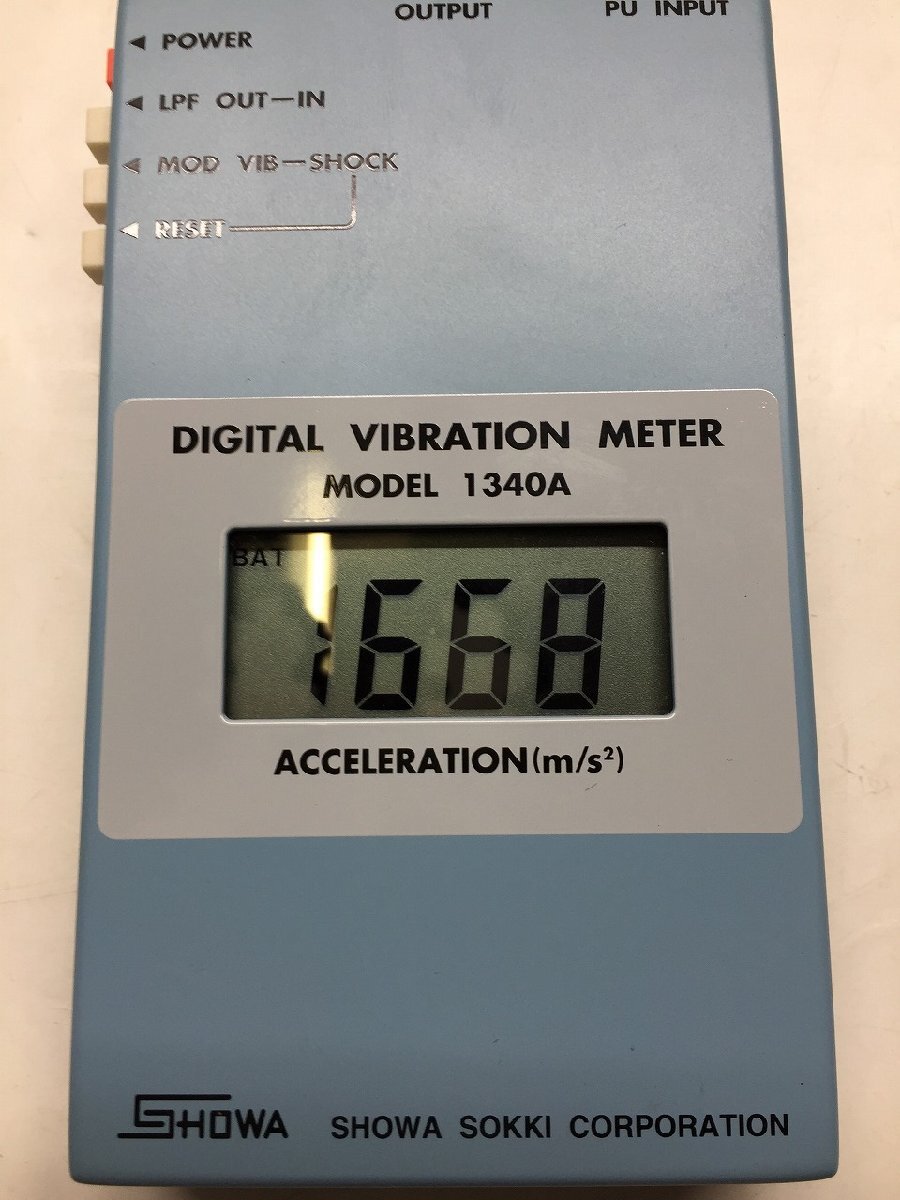 OUTPUT PU INPUT
◄ POWER
◄ LPF OUT—IN
◄ MOD VIB—SHOCK
◄ RESET
DIGITAL VIBRATION METER
MODEL 1340A
BAT
1668
ACCELERATION(m/s²)
SHOWA SHOWA SOKKI CORPORATION